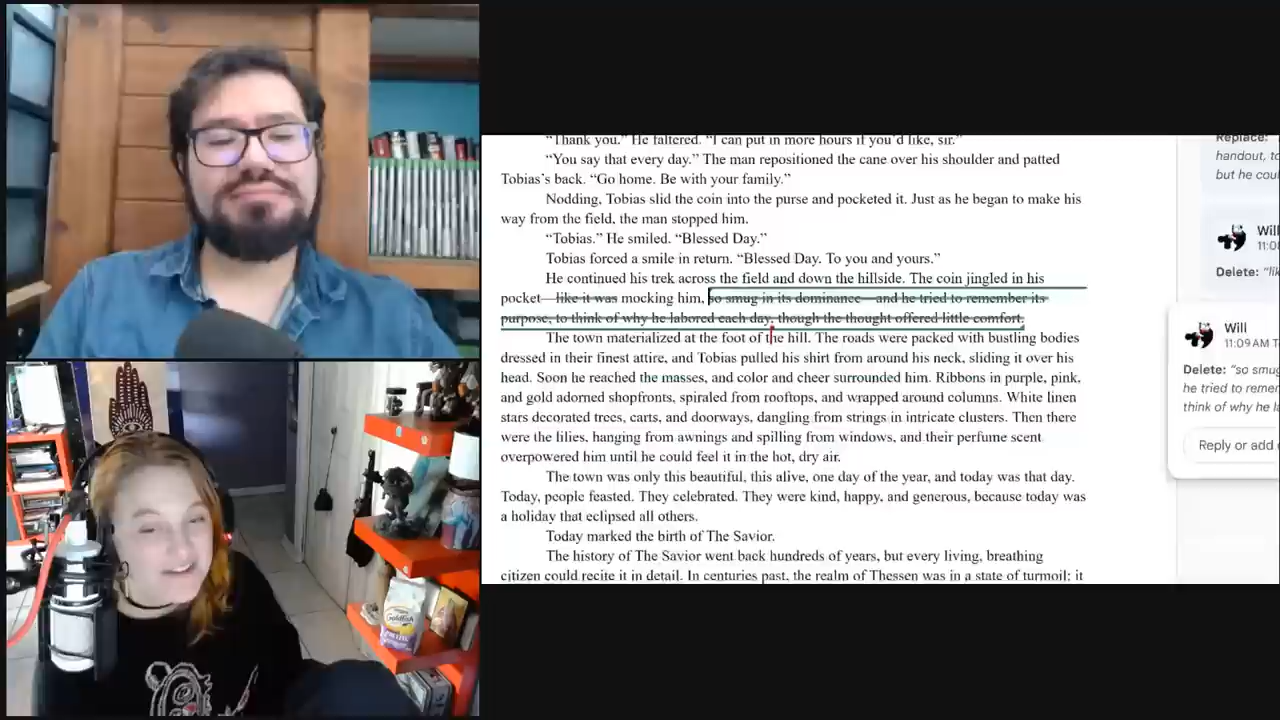 "Thank you." He faltered. "I can put in more hours if you'd like, sir."
"You say that every day." The man repositioned the cane over his shoulder and patted
Tobias's back. "Go home. Be with your family."
Nodding, Tobias slid the coin into the purse and pocketed it. Just as he began to make his
way from the field, the man stopped him.
"Tobias." He smiled. "Blessed Day."
Tobias forced a smile in return. "Blessed Day. To you and yours."
He continued his trek across the field and down the hillside. The coin jingled in his
pocket—like it was mocking him, so smug in its dominance—and he tried to remember its
purpose, to think of why he labored each day, though the thought offered little comfort.
The town materialized at the foot of the hill. The roads were packed with bustling bodies
dressed in their finest attire, and Tobias pulled his shirt from around his neck, sliding it over his
head. Soon he reached the masses, and color and cheer surrounded him. Ribbons in purple, pink,
and gold adorned shopfronts, spiraled from rooftops, and wrapped around columns. White linen
stars decorated trees, carts, and doorways, dangling from strings in intricate clusters. Then there
were the lilies, hanging from awnings and spilling from windows, and their perfume scent
overpowered him until he could feel it in the hot, dry air.
The town was only this beautiful, this alive, one day of the year, and today was that day.
Today, people feasted. They celebrated. They were kind, happy, and generous, because today was
a holiday that eclipsed all others.
Today marked the birth of The Savior.
The history of The Savior went back hundreds of years, but every living, breathing
citizen could recite it in detail. In centuries past, the realm of Thessen was in a state of turmoil; it
Replace:
handout, to
but he coul
Will
11:0
Delete: "lik
Will
11:09 AM T
Delete: "so smug
he tried to remem
think of why he la
Reply or add
Goldfish